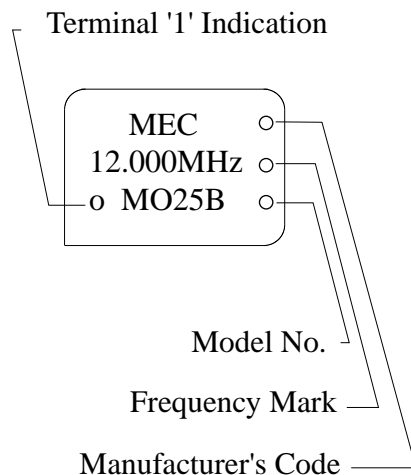 Terminal '1' Indication
MEC
12.000MHz
o MO25B
Model No.
Frequency Mark
Manufacturer's Code